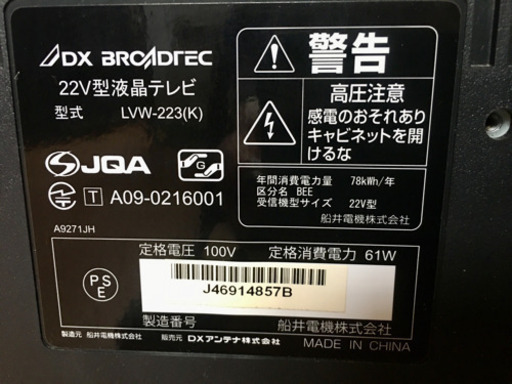 DX BROADTEC
22V型液晶テレビ
型式 LVW-223(K)
JQA
G
T A09-0216001
A9271JH
警告
高圧注意
感電のおそれあり
キャビネットを開
けるな
年間消費電力量 78kWh/年
区分名 BEE
受信機型サイズ 22V型
船井電機株式会社
定格電圧 100V 定格消費電力 61W
PS
E
J46914857B
製造番号
船井電機株式会社
製造元 船井電機株式会社 販売元 DXアンテナ株式会社
MADE IN CHINA